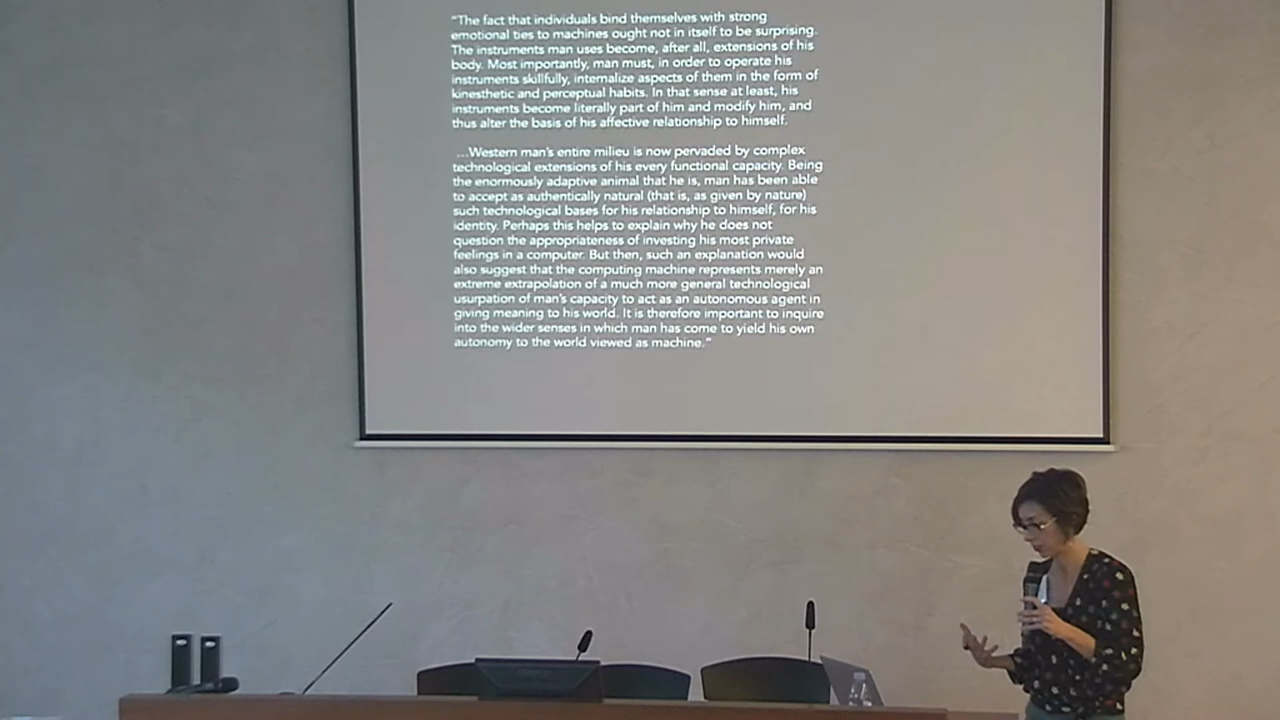 "The fact that individuals bind themselves with strong
emotional ties to machines ought not in itself to be surprising.
The instruments man uses become, after all, extensions of his
body. Most importantly, man must, in order to operate his
instruments skillfully, internalize aspects of them in the form of
kinesthetic and perceptual habits. In that sense at least, his
instruments become literally part of him and modify him, and
thus alter the basis of his affective relationship to himself.
...Western man's entire milieu is now pervaded by complex
technological extensions of his every functional capacity. Being
the enormously adaptive animal that he is, man has been able
to accept as authentically natural (that is, as given by nature)
such technological bases for his relationship to himself, for his
identity. Perhaps this helps to explain why he does not
question the appropriateness of investing his most private
feelings in a computer. But then, such an explanation would
also suggest that the computing machine represents merely an
extreme extrapolation of a much more general technological
usurpation of man's capacity to act as an autonomous agent in
giving meaning to his world. It is therefore important to inquire
into the wider senses in which man has come to yield his own
autonomy to the world viewed as machine."